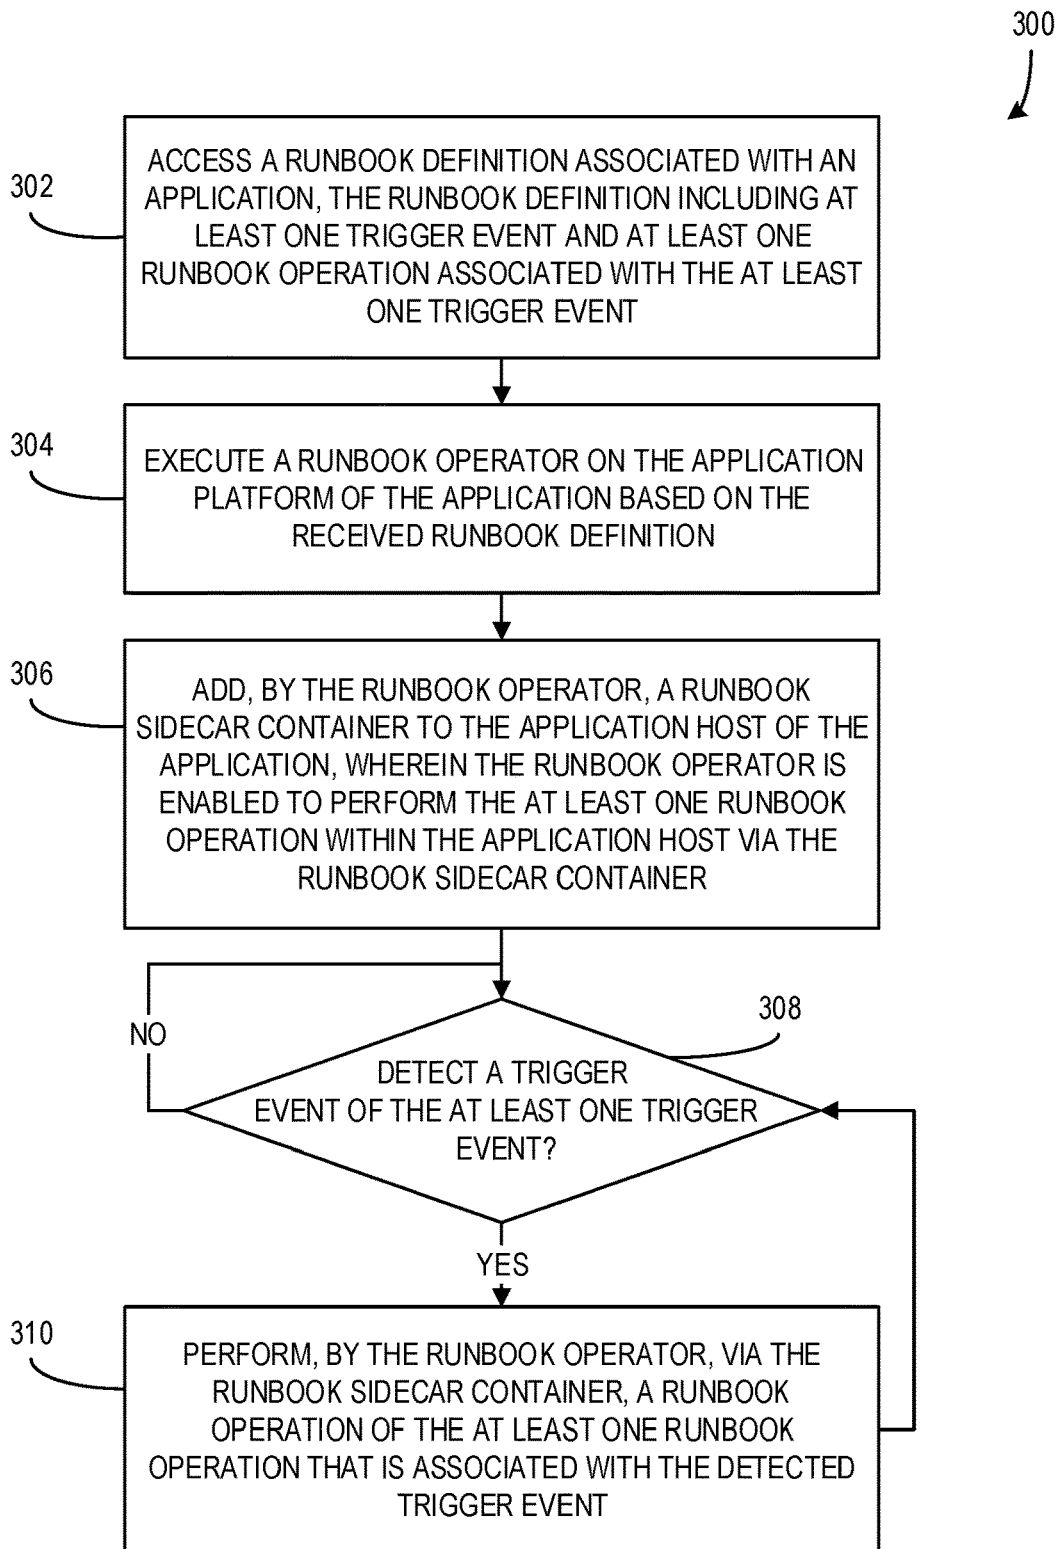 300
302
ACCESS A RUNBOOK DEFINITION ASSOCIATED WITH AN
APPLICATION, THE RUNBOOK DEFINITION INCLUDING AT
LEAST ONE TRIGGER EVENT AND AT LEAST ONE
RUNBOOK OPERATION ASSOCIATED WITH THE AT LEAST
ONE TRIGGER EVENT
304
EXECUTE A RUNBOOK OPERATOR ON THE APPLICATION
PLATFORM OF THE APPLICATION BASED ON THE
RECEIVED RUNBOOK DEFINITION
306
ADD, BY THE RUNBOOK OPERATOR, A RUNBOOK
SIDECAR CONTAINER TO THE APPLICATION HOST OF THE
APPLICATION, WHEREIN THE RUNBOOK OPERATOR IS
ENABLED TO PERFORM THE AT LEAST ONE RUNBOOK
OPERATION WITHIN THE APPLICATION HOST VIA THE
RUNBOOK SIDECAR CONTAINER
308
NO
DETECT A TRIGGER
EVENT OF THE AT LEAST ONE TRIGGER
EVENT?
YES
310
PERFORM, BY THE RUNBOOK OPERATOR, VIA THE
RUNBOOK SIDECAR CONTAINER, A RUNBOOK
OPERATION OF THE AT LEAST ONE RUNBOOK
OPERATION THAT IS ASSOCIATED WITH THE DETECTED
TRIGGER EVENT